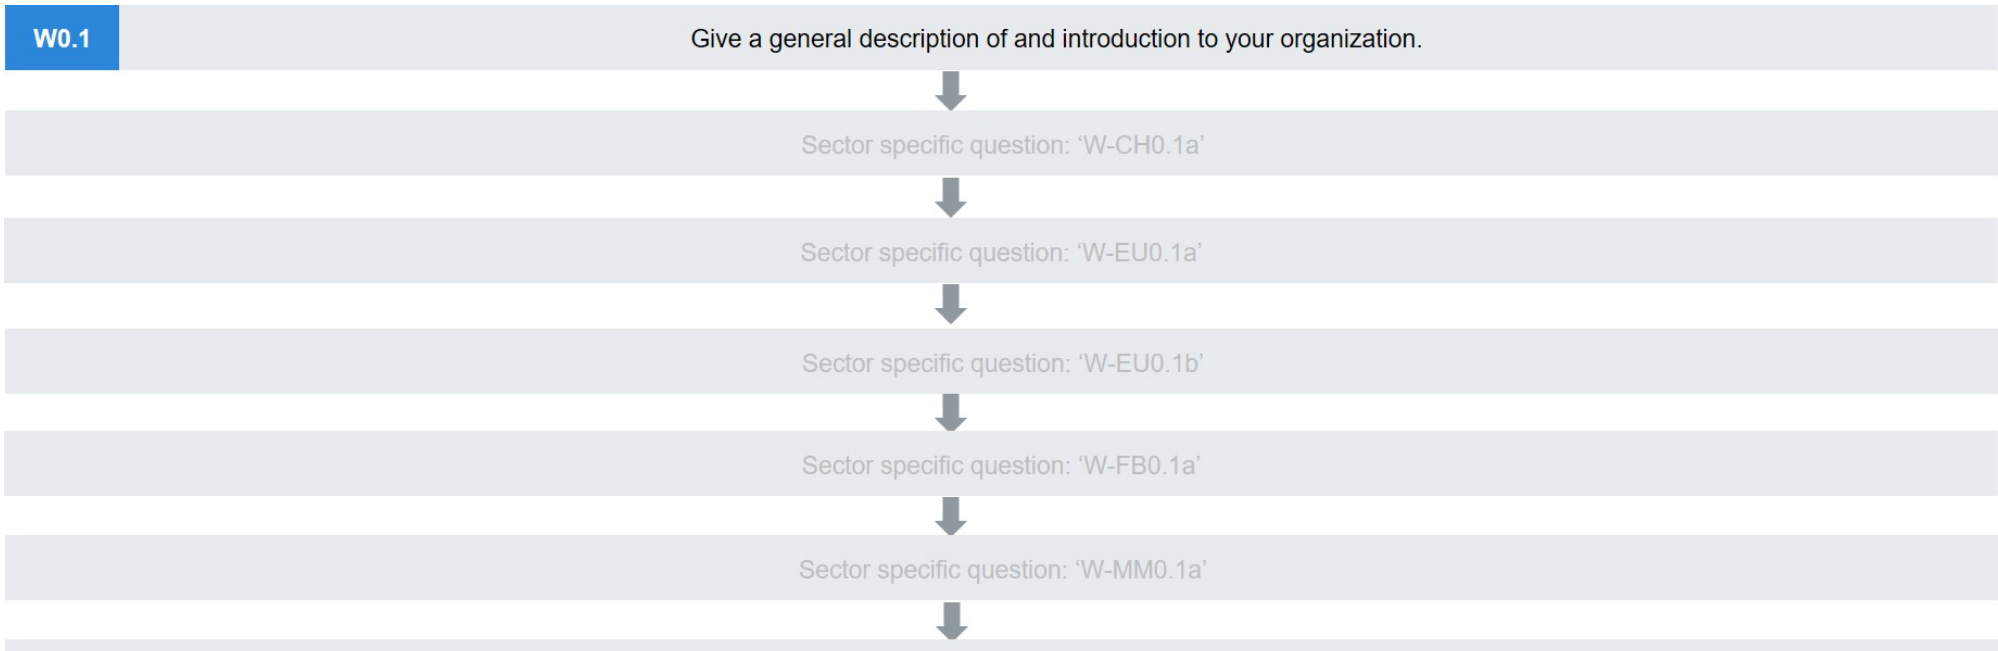 W0.1
Give a general description of and introduction to your organization.
Sector specific question: ‘W-CH0.1a’
Sector specific question: ‘W-EU0.1a’
Sector specific question: ‘W-EU0.1b’
Sector specific question: ‘W-FB0.1a’
Sector specific question: ‘W-MM0.1a’